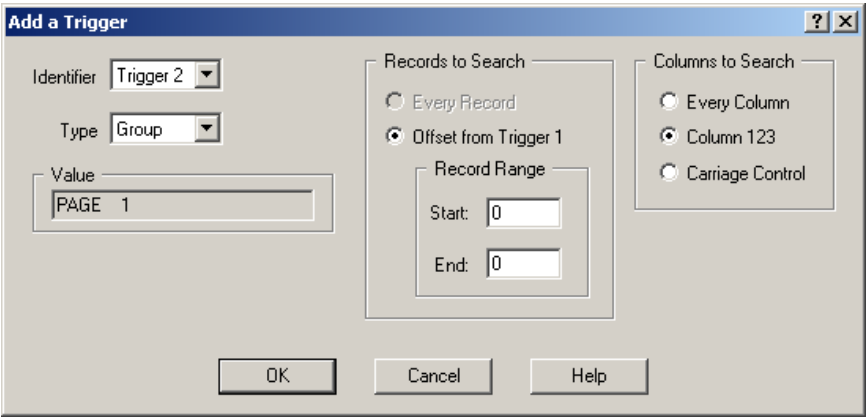 Add a Trigger
Identifier Trigger 2
Type Group
Value
PAGE    1
Records to Search
Every Record
Offset from Trigger 1
Record Range
Start: 0
End: 0
Columns to Search
Every Column
Column 123
Carriage Control
OK Cancel Help